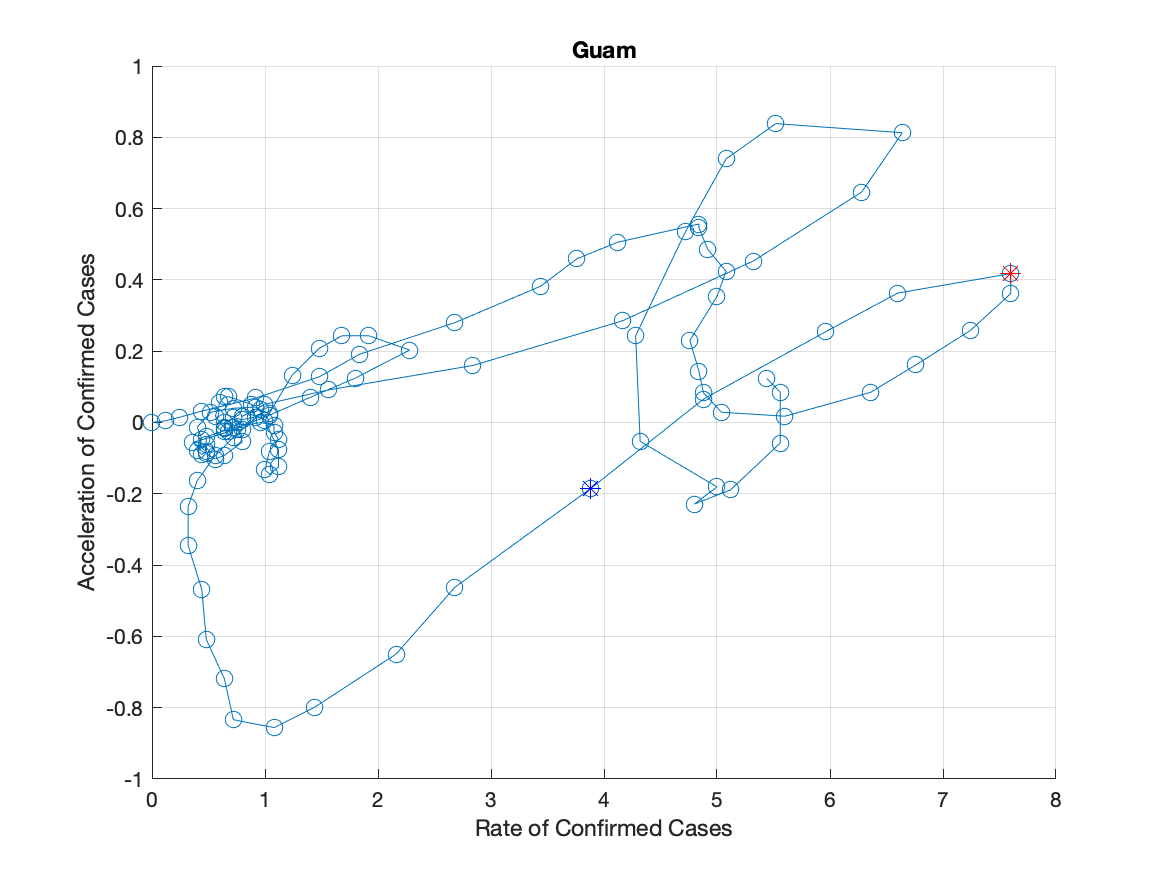 Guam
1
0.8
0.6
0.4
0.2
0
-0.2
-0.4
-0.6
-0.8
-1
Acceleration of Confirmed Cases
0 1 2 3 4 5 6 7 8
Rate of Confirmed Cases